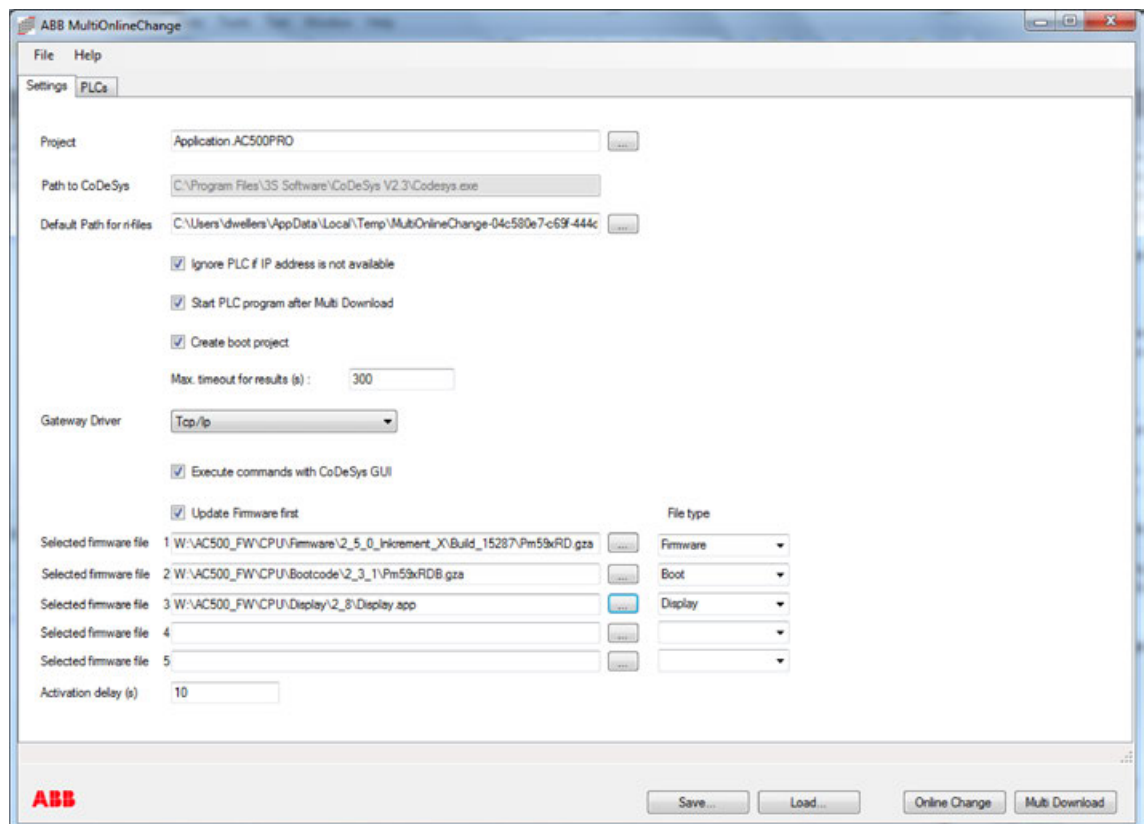 ABB MultiOnlineChange
File Help
Settings PLCs
Project Application.AC500PRO ...
Path to CoDeSys C:\Program Files\3S Software\CoDeSys V2.3\Codesys.exe
Default Path for ri-files C:\Users\dwellers\AppData\Local\Temp\MultiOnlineChange-04c580e7-c69f-444c ...
Ignore PLC if IP address is not available
Start PLC program after Multi Download
Create boot project
Max. timeout for results (s) : 300
Gateway Driver Tcp/Ip
Execute commands with CoDeSys GUI
Update Firmware first File type
Selected firmware file 1 W:\AC500_FW\CPU\Firmware\2_5_0_Inkrement_X\Build_15287\Pm59xRD.gza ... Firmware
Selected firmware file 2 W:\AC500_FW\CPU\Bootcode\2_3_1\Pm59xRDB.gza ... Boot
Selected firmware file 3 W:\AC500_FW\CPU\Display\2_8\Display.app ... Display
Selected firmware file 4 ...
Selected firmware file 5 ...
Activation delay (s) 10
ABB Save... Load... Online Change Multi Download